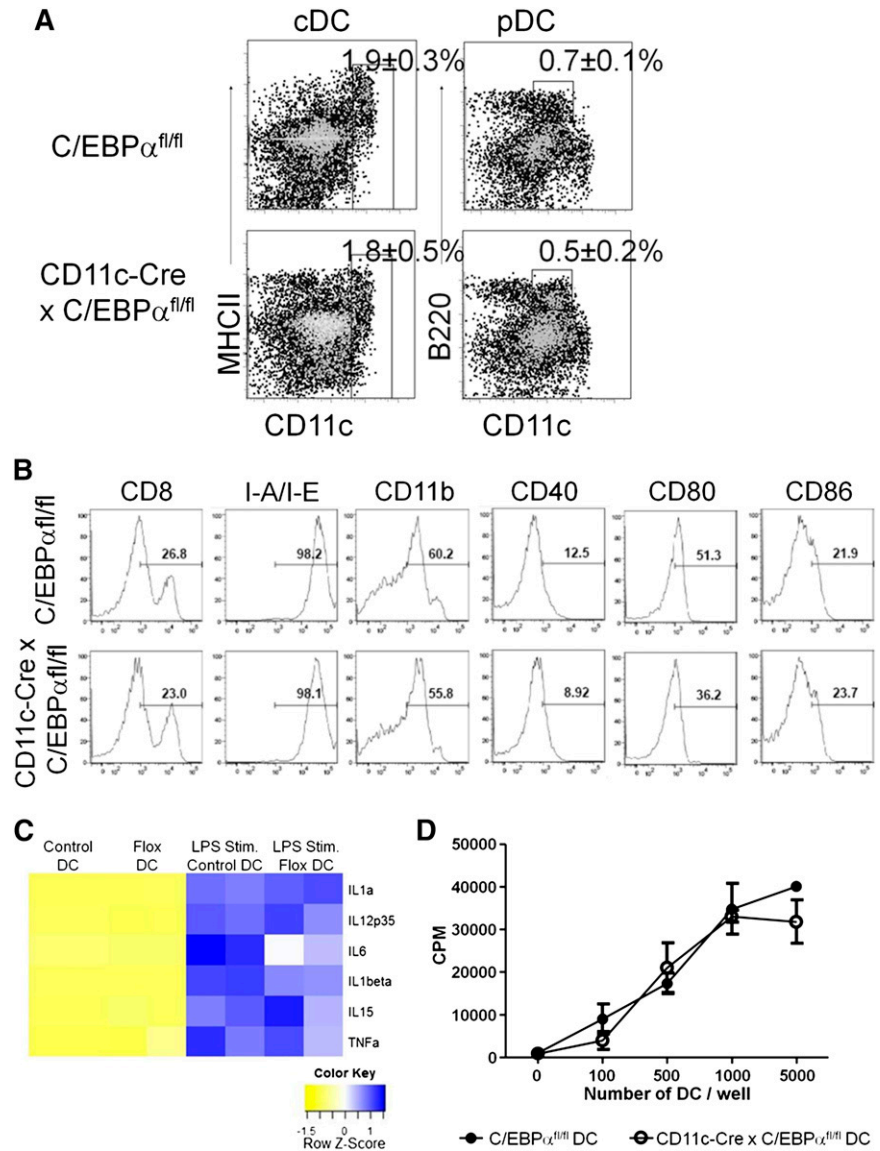 A
cDC
pDC
1.9±0.3%
0.7±0.1%
C/EBPα^fl/fl
1.8±0.5%
0.5±0.2%
CD11c-Cre
x C/EBPα^fl/fl
MHCII
B220
CD11c
CD11c
B
CD8
I-A/I-E
CD11b
CD40
CD80
CD86
C/EBPαfl/fl
26.8
98.2
60.2
12.5
51.3
21.9
CD11c-Cre x
C/EBPαfl/fl
23.0
98.1
55.8
8.92
36.2
23.7
C
Control
DC
Flox
DC
LPS Stim.
Control DC
LPS Stim.
Flox DC
IL1a
IL12p35
IL6
IL1beta
IL15
TNFa
Color Key
-1.5 0 1
Row Z-Score
D
50000
40000
30000
20000
10000
0
CPM
0 100 500 1000 5000
Number of DC / well
C/EBPα^fl/fl DC
CD11c-Cre x C/EBPα^fl/fl DC